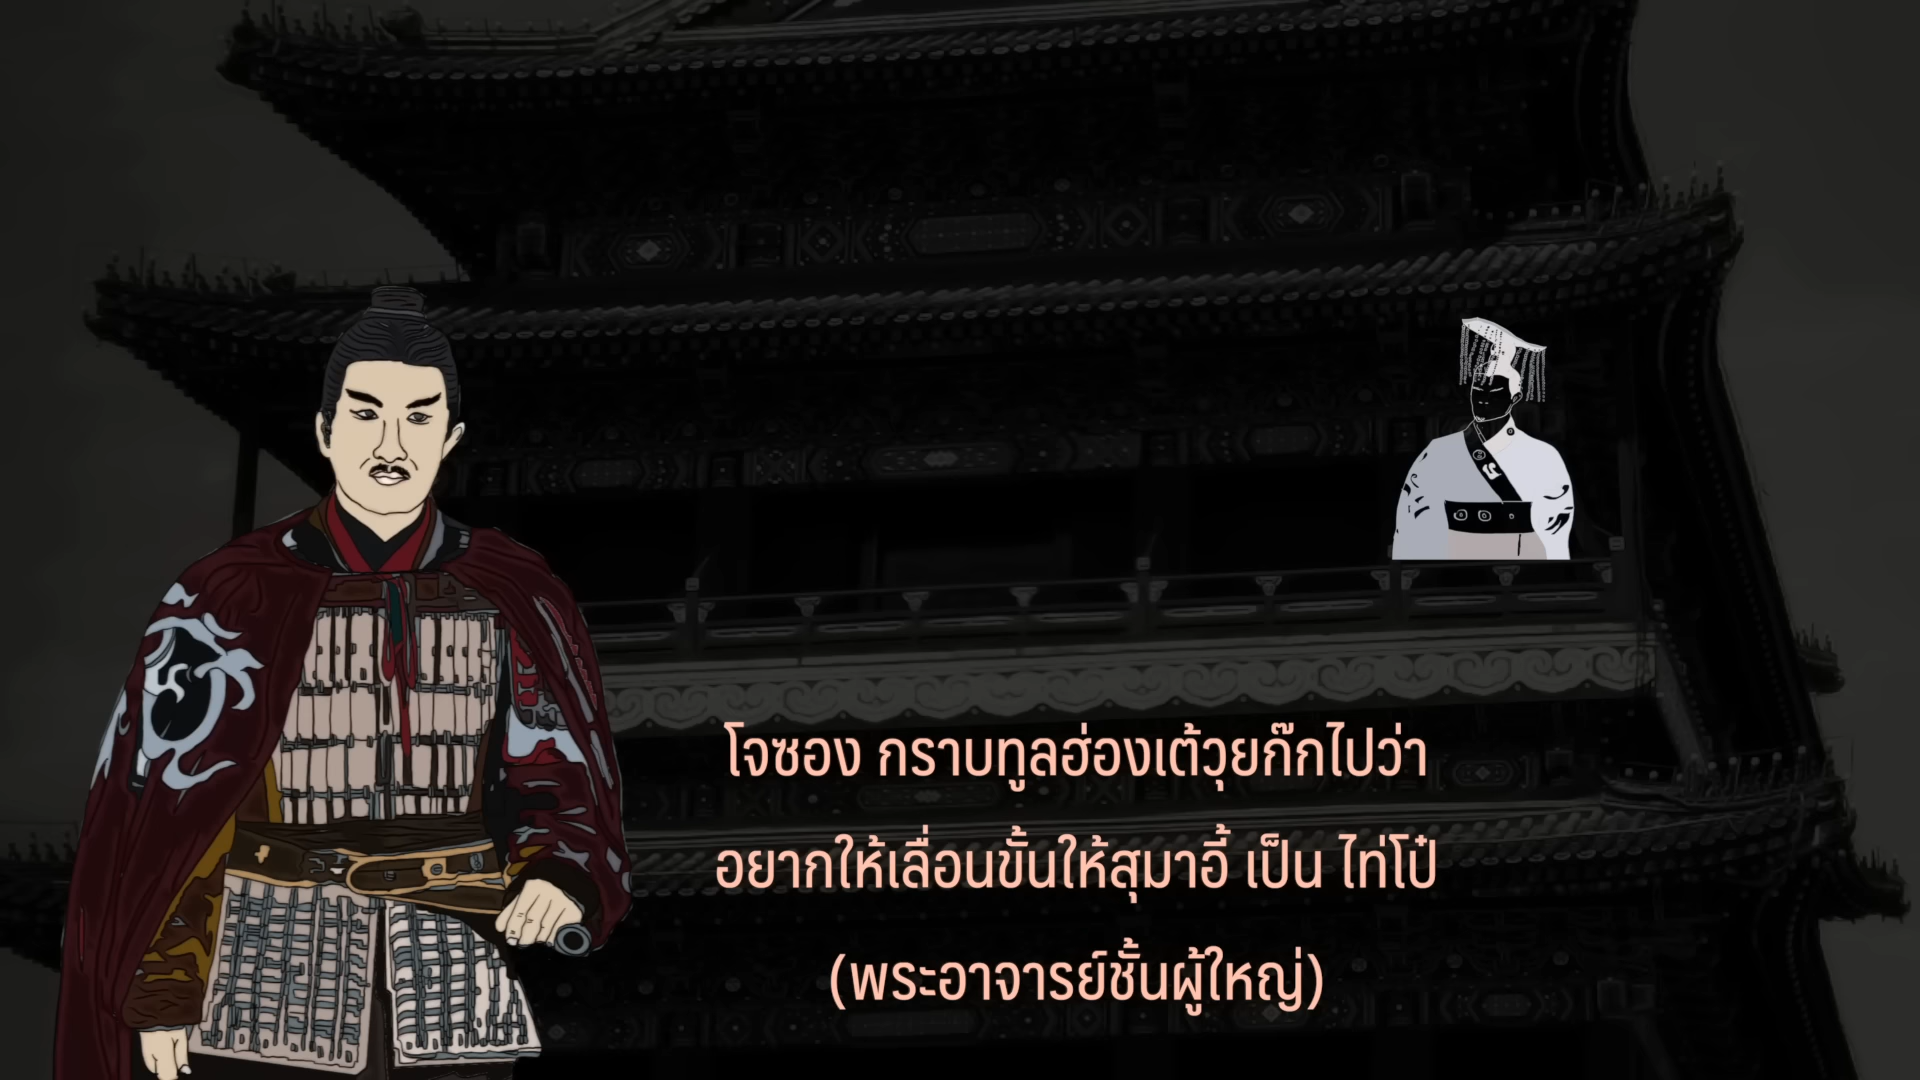 โจซอง กราบทูลฮ่องเต้วุยก๊กไปว่า
อยากให้เลื่อนขั้นให้สุมาอี้ เป็น ไท่โป๋
(พระอาจารย์ชั้นผู้ใหญ่)